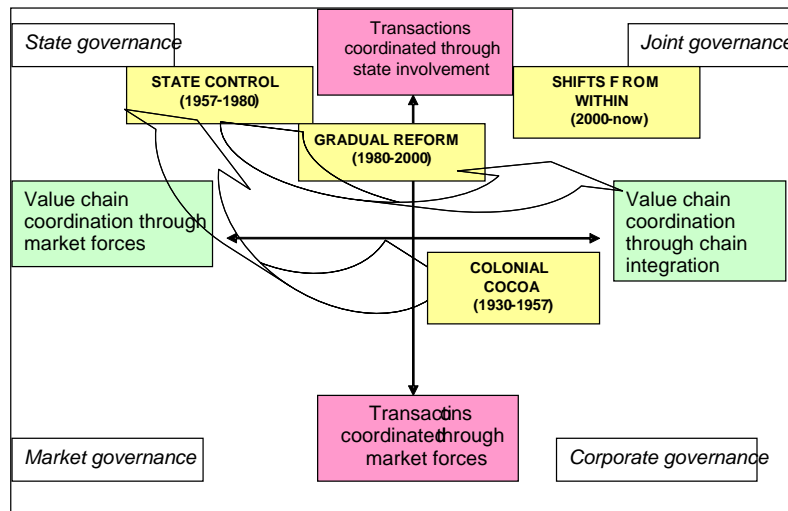 State governance
Transactions
coordinated through
state involvement
Joint governance
STATE CONTROL
(1957-1980)
SHIFTS F ROM
WITHIN
(2000-now)
GRADUAL REFORM
(1980-2000)
Value chain
coordination through
market forces
Value chain
coordination
through chain
integration
COLONIAL
COCOA
(1930-1957)
Transactins
coordinated through
market forces
Market governance
Corporate governance